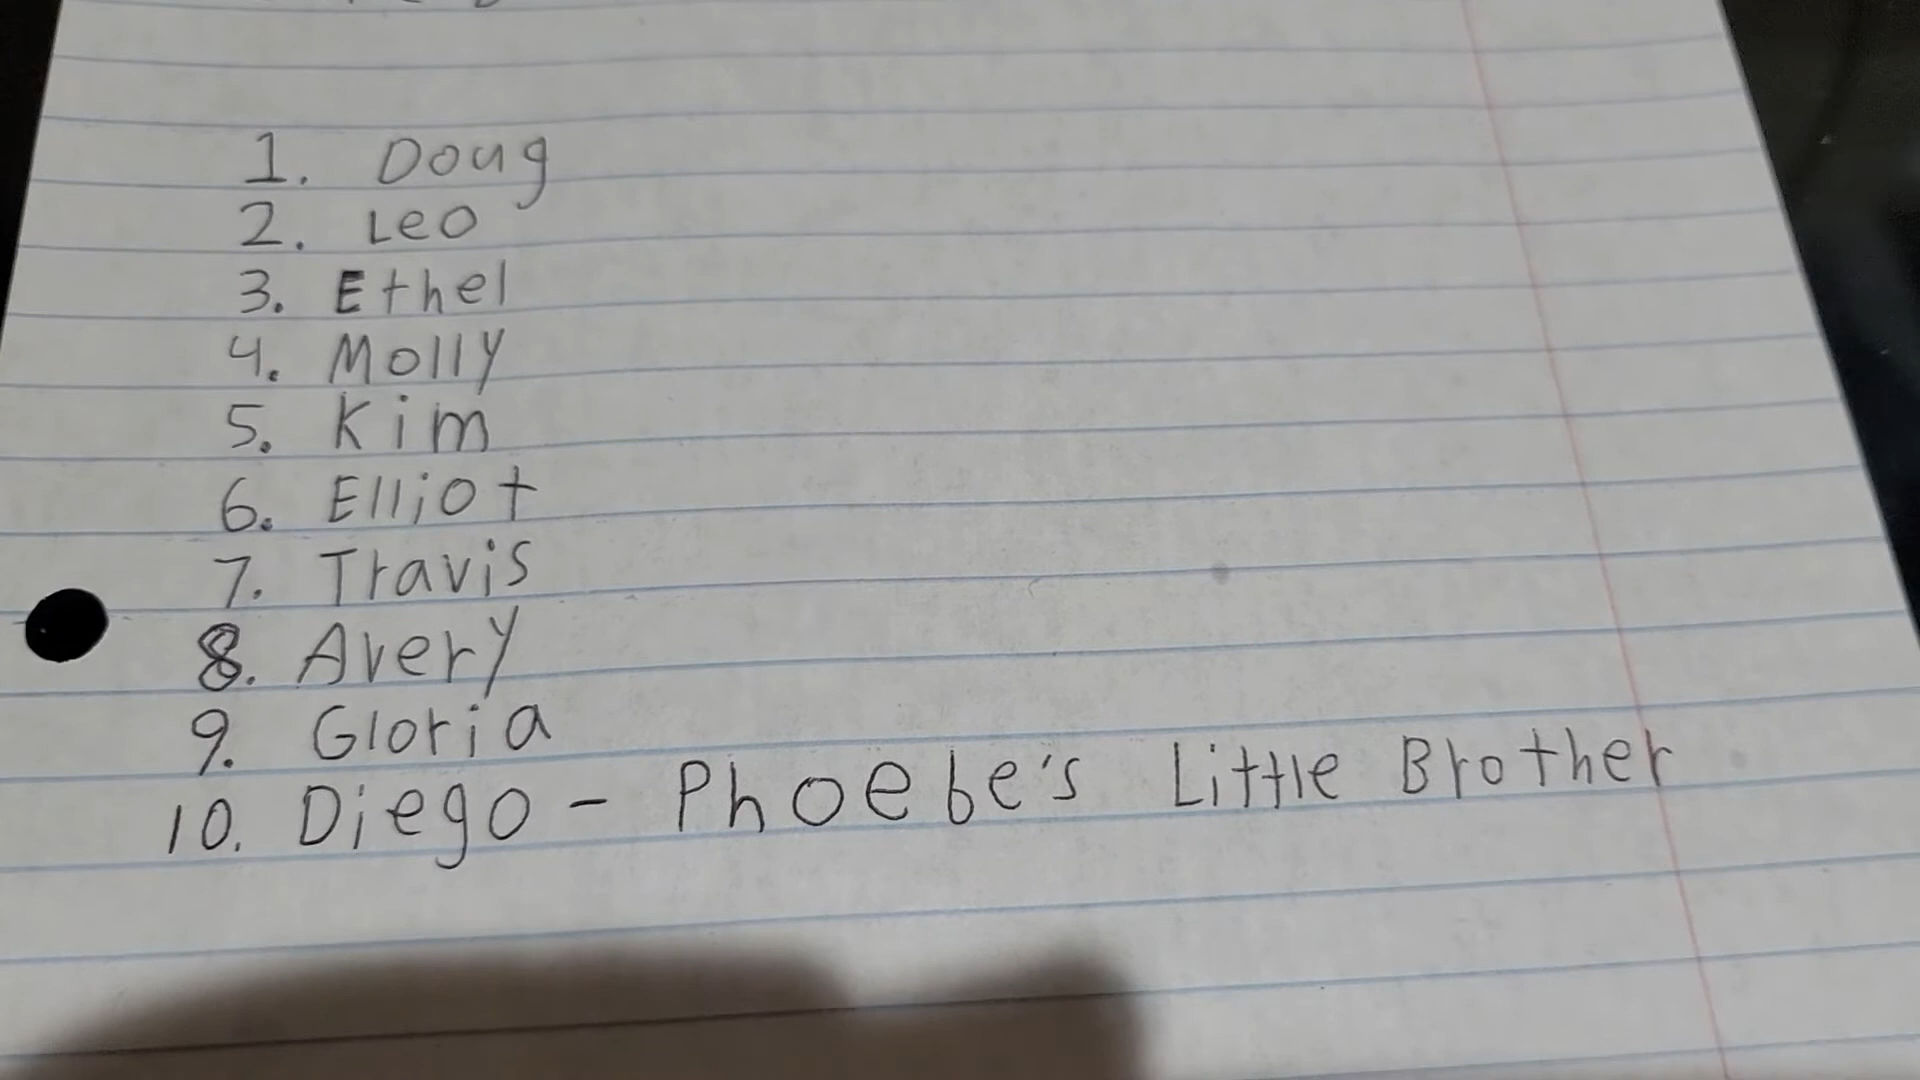 1. Doug
2. Leo
3. Ethel
4. Molly
5. Kim
6. Elliot
7. Travis
8. Avery
9. Gloria
10. Diego - Phoebe's Little Brother